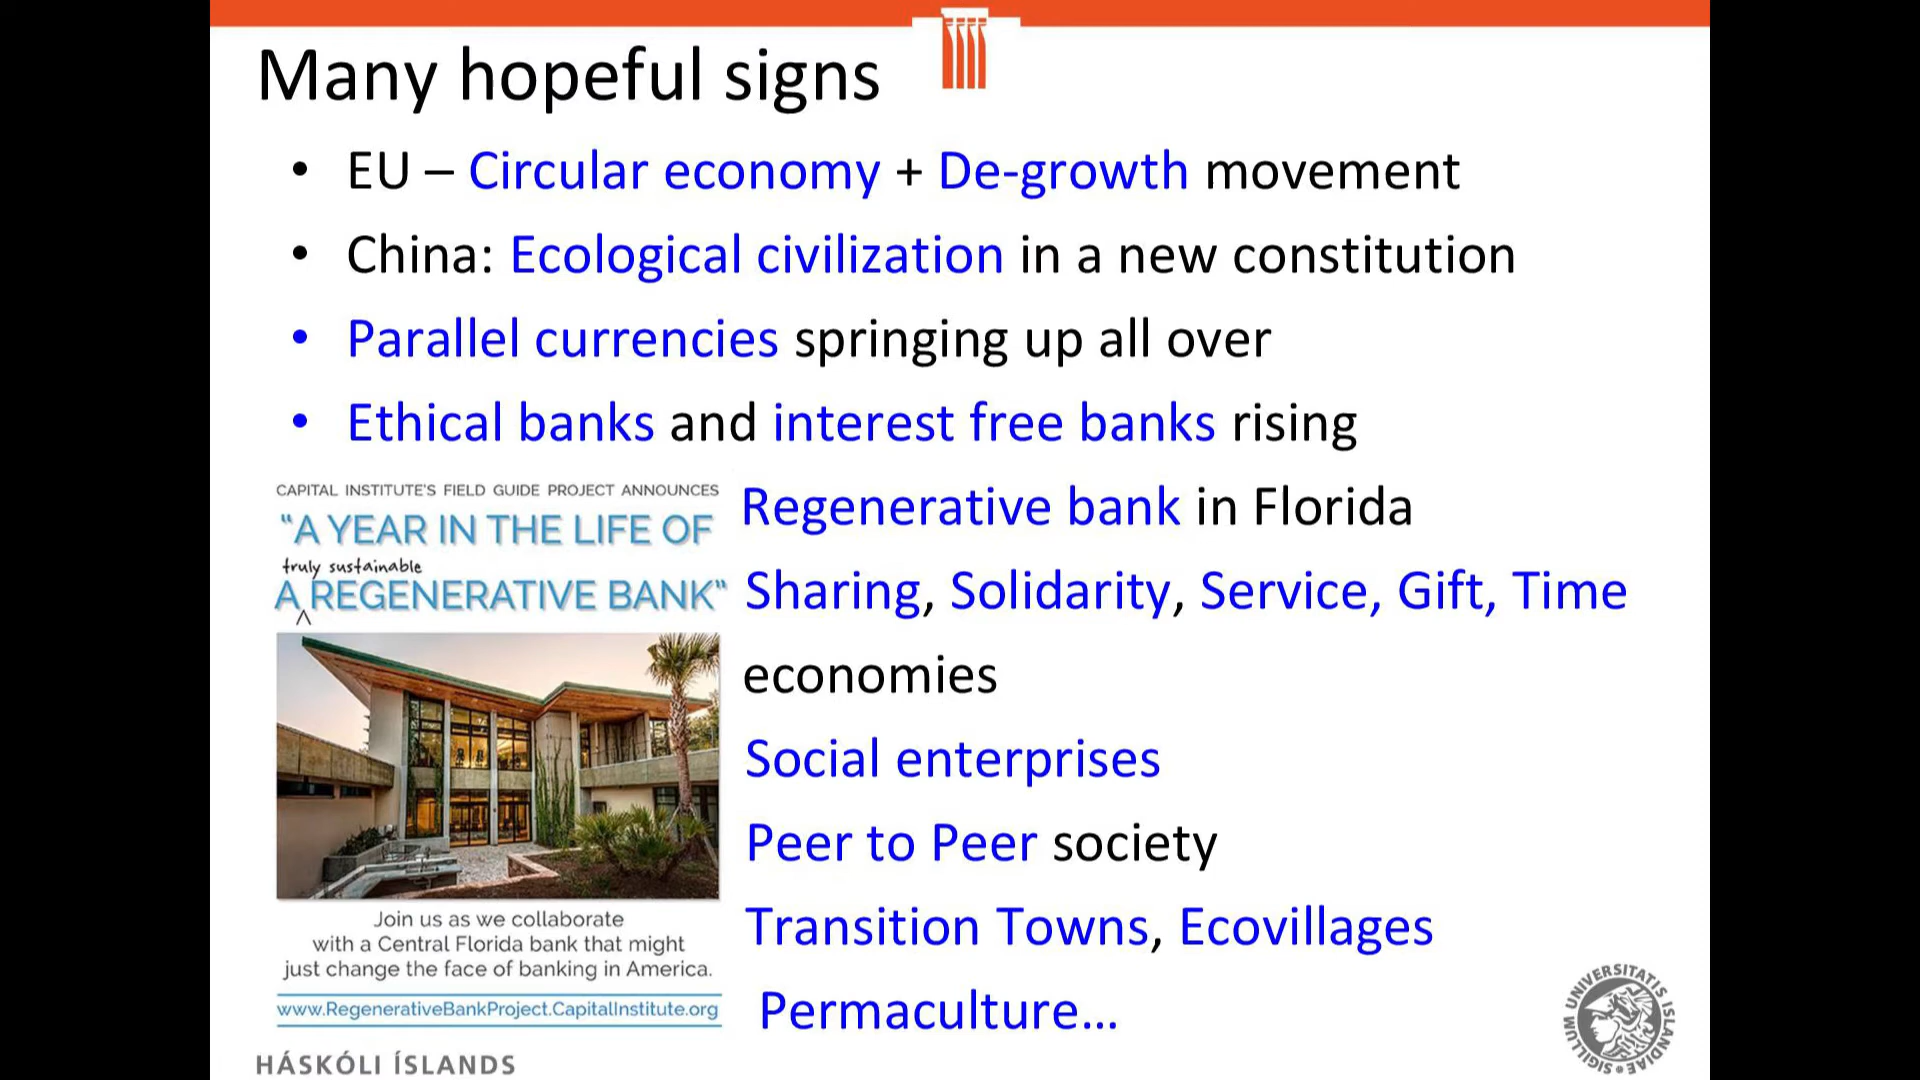 Many hopeful signs
• EU – Circular economy + De-growth movement
• China: Ecological civilization in a new constitution
• Parallel currencies springing up all over
• Ethical banks and interest free banks rising
CAPITAL INSTITUTE'S FIELD GUIDE PROJECT ANNOUNCES
"A YEAR IN THE LIFE OF
truly sustainable
A ^ REGENERATIVE BANK"
Join us as we collaborate
with a Central Florida bank that might
just change the face of banking in America.
www.RegenerativeBankProject.CapitalInstitute.org
Regenerative bank in Florida
Sharing, Solidarity, Service, Gift, Time
economies
Social enterprises
Peer to Peer society
Transition Towns, Ecovillages
Permaculture...
HÁSKÓLI ÍSLANDS
SIGILLUM UNIVERSITATIS ISLANDIAE